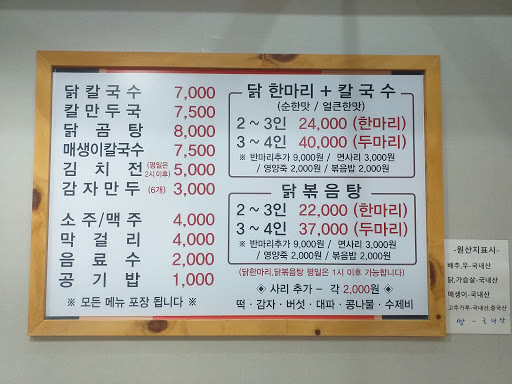 닭칼국수 7,000
칼만두국 7,500
닭곰탕 8,000
매생이칼국수 7,500
김치전 (평일은 2시이후) 5,000
감자만두 (6개) 3,000
소주/맥주 4,000
막걸리 4,000
음료수 2,000
공기밥 1,000
※ 모든 메뉴 포장 됩니다 ※
닭 한마리 + 칼국수
(순한맛 / 얼큰한맛)
2 ~ 3인 24,000 (한마리)
3 ~ 4인 40,000 (두마리)
※ 반마리추가 9,000원 / 면사리 3,000원
/ 영양죽 2,000원 / 볶음밥 2,000원
닭볶음탕
2 ~ 3인 22,000 (한마리)
3 ~ 4인 37,000 (두마리)
※ 반마리추가 9,000원 / 면사리 3,000원
/ 영양죽 2,000원 / 볶음밥 2,000원
(닭한마리,닭볶음탕 평일은 1시 이후 가능합니다)
※ 사리 추가 - 각 2,000원 ※
떡 · 감자 · 버섯 · 대파 · 콩나물 · 수제비
-원산지표시-
배추,무-국내산
닭,가슴살-국내산
매생이-국내산
고추가루-국내산,중국산
쌀 - 국내산